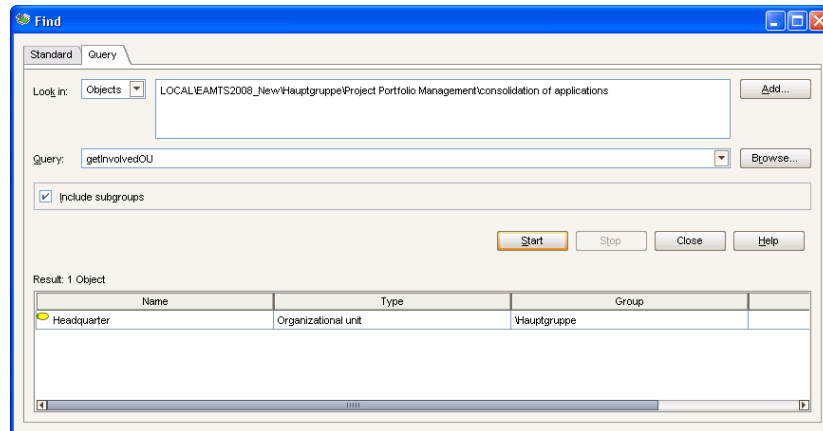 Find
Standard Query
Look in: Objects LOCAL\EAMTS2008_New\Hauptgruppe\Project Portfolio Management\consolidation of applications Add...
Query: getInvolvedOU Browse...
Include subgroups
Start Stop Close Help
Result: 1 Object
Name Type Group
Headquarter Organizational unit \Hauptgruppe